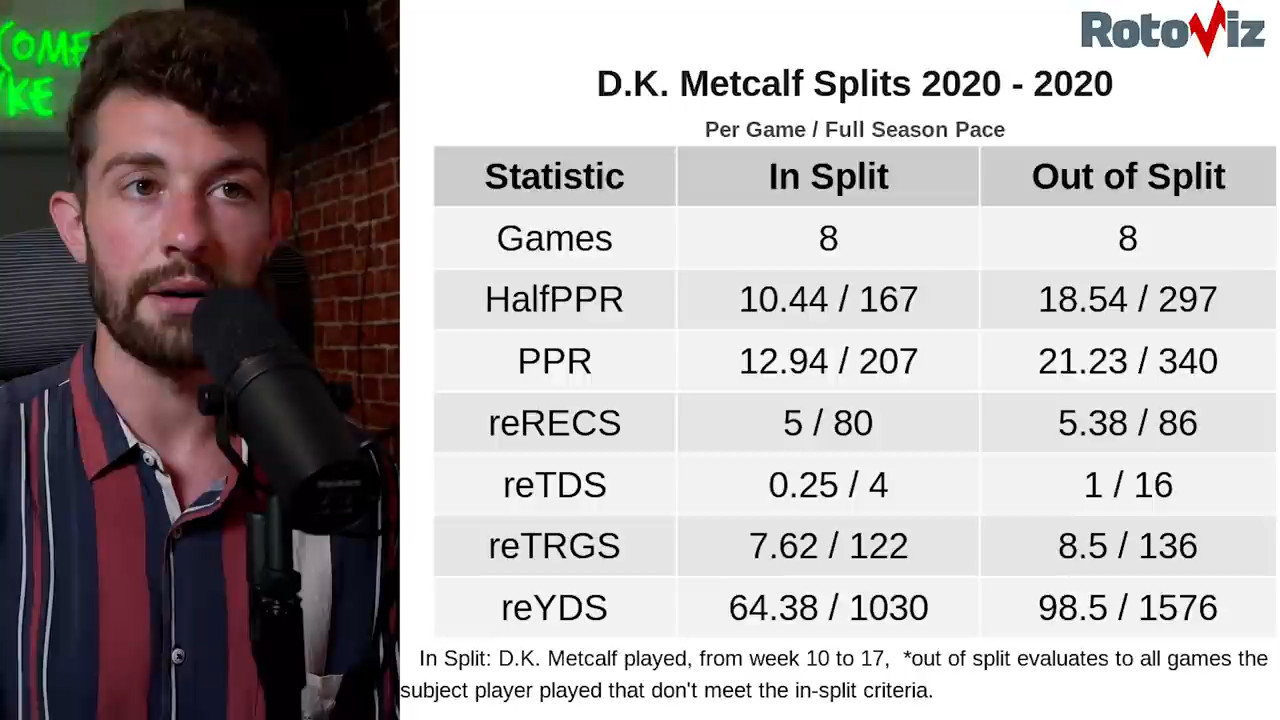 COME
KE
RotoViz
D.K. Metcalf Splits 2020 - 2020
Per Game / Full Season Pace
Statistic In Split Out of Split
Games 8 8
HalfPPR 10.44 / 167 18.54 / 297
PPR 12.94 / 207 21.23 / 340
reRECS 5 / 80 5.38 / 86
reTDS 0.25 / 4 1 / 16
reTRGS 7.62 / 122 8.5 / 136
reYDS 64.38 / 1030 98.5 / 1576
In Split: D.K. Metcalf played, from week 10 to 17, *out of split evaluates to all games the
subject player played that don't meet the in-split criteria.